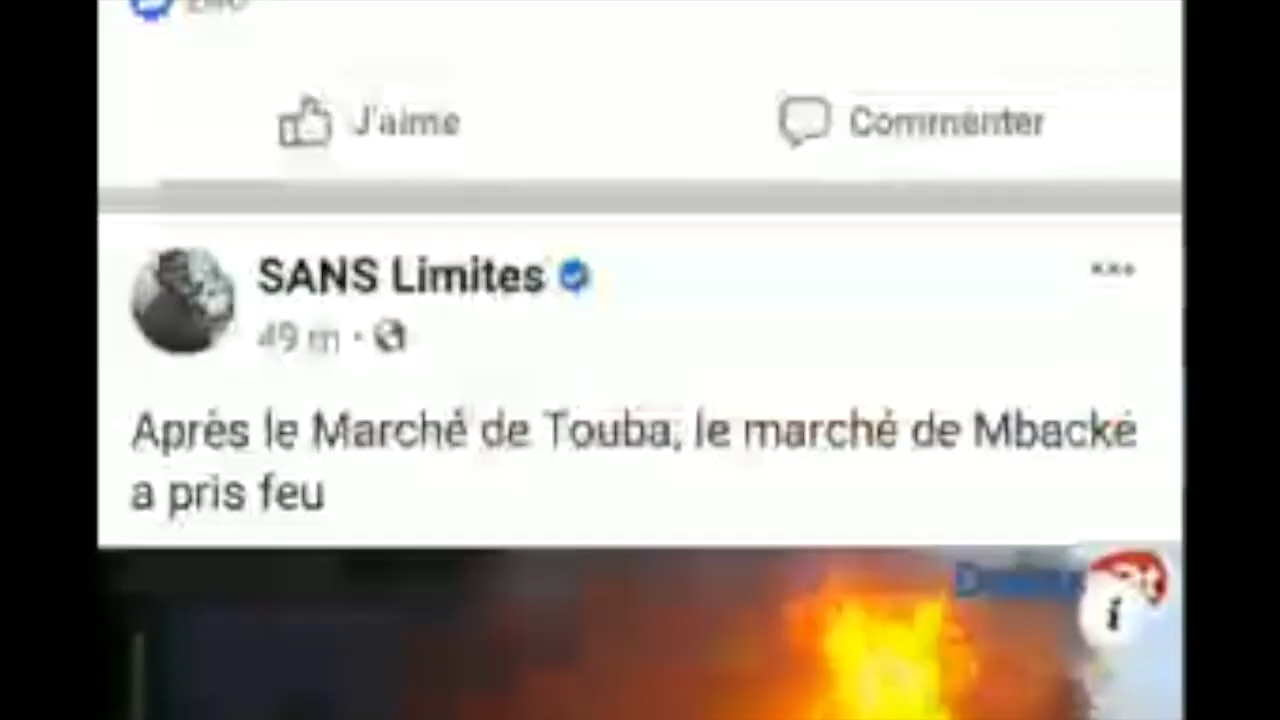 J'aime
Commenter
SANS Limites
49 m
Après le Marché de Touba, le marché de Mbacké
a pris feu
i